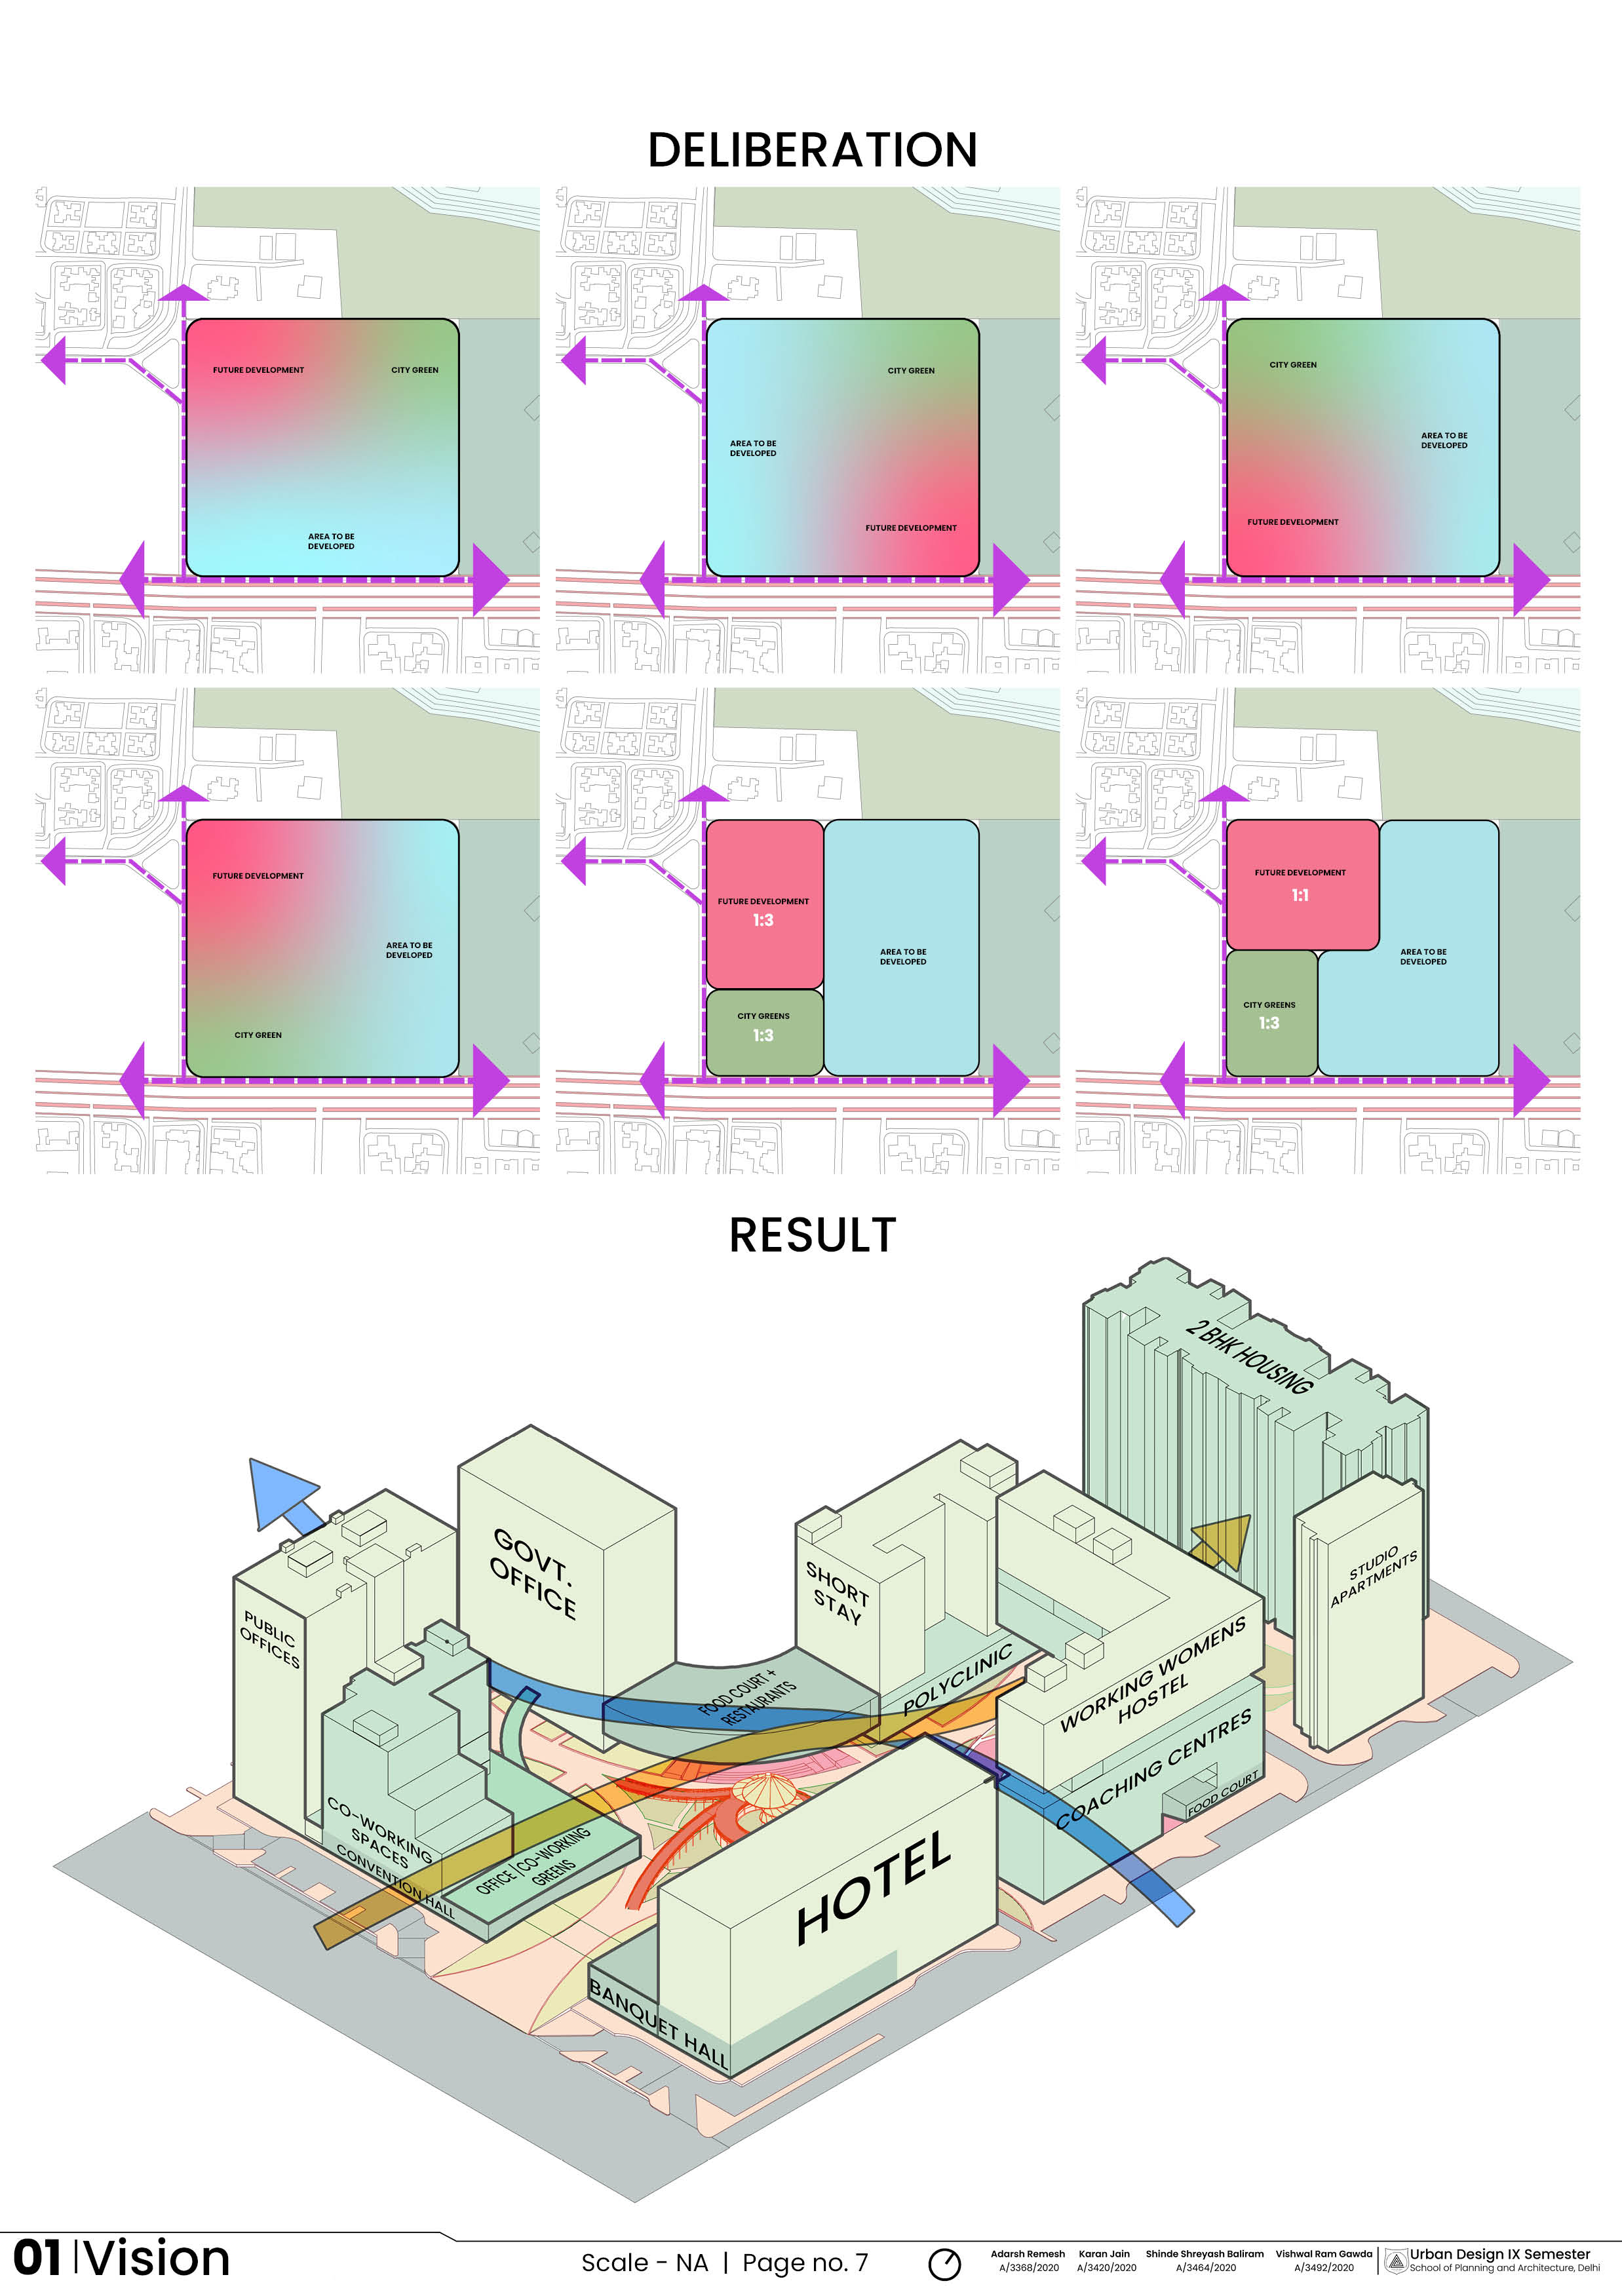 DELIBERATION
FUTURE DEVELOPMENT
CITY GREEN
AREA TO BE
DEVELOPED
CITY GREEN
AREA TO BE
DEVELOPED
FUTURE DEVELOPMENT
CITY GREEN
AREA TO BE
DEVELOPED
FUTURE DEVELOPMENT
FUTURE DEVELOPMENT
AREA TO BE
DEVELOPED
CITY GREEN
FUTURE DEVELOPMENT
1:3
AREA TO BE
DEVELOPED
CITY GREENS
1:3
FUTURE DEVELOPMENT
1:1
AREA TO BE
DEVELOPED
CITY GREENS
1:3
RESULT
2 BHK HOUSING
GOVT.
OFFICE
STUDIO
APARTMENTS
SHORT
STAY
PUBLIC
OFFICES
FOOD COURT +
RESTAURANTS
POLYCLINIC
WORKING WOMENS
HOSTEL
COACHING CENTRES
FOOD COURT
CO-WORKING
SPACES
CONVENTION HALL
OFFICE/CO-WORKING
GREENS
HOTEL
BANQUET HALL
01 | Vision
Scale - NA | Page no. 7
Adarsh Remesh
A/3368/2020
Karan Jain
A/3420/2020
Shinde Shreyash Baliram
A/3464/2020
Vishwal Ram Gawda
A/3492/2020
Urban Design IX Semester
School of Planning and Architecture, Delhi